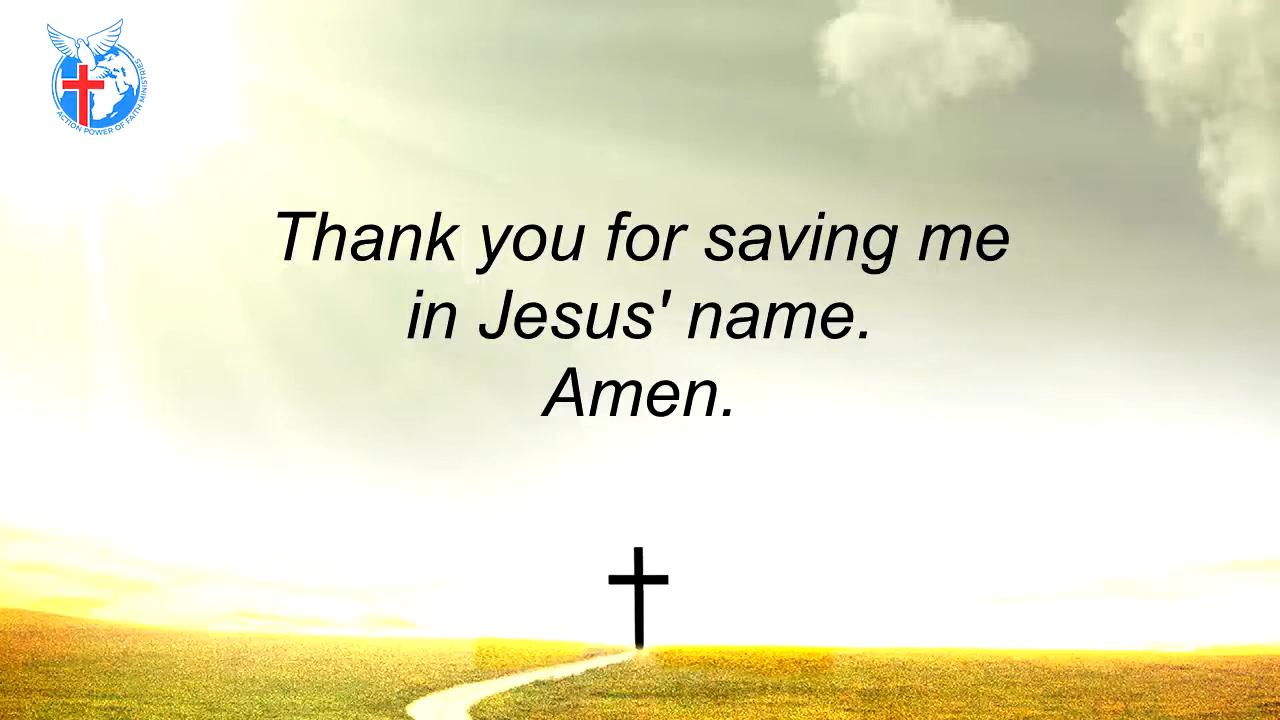 ACTION POWER OF FAITH MINISTRIES
Thank you for saving me
in Jesus' name.
Amen.